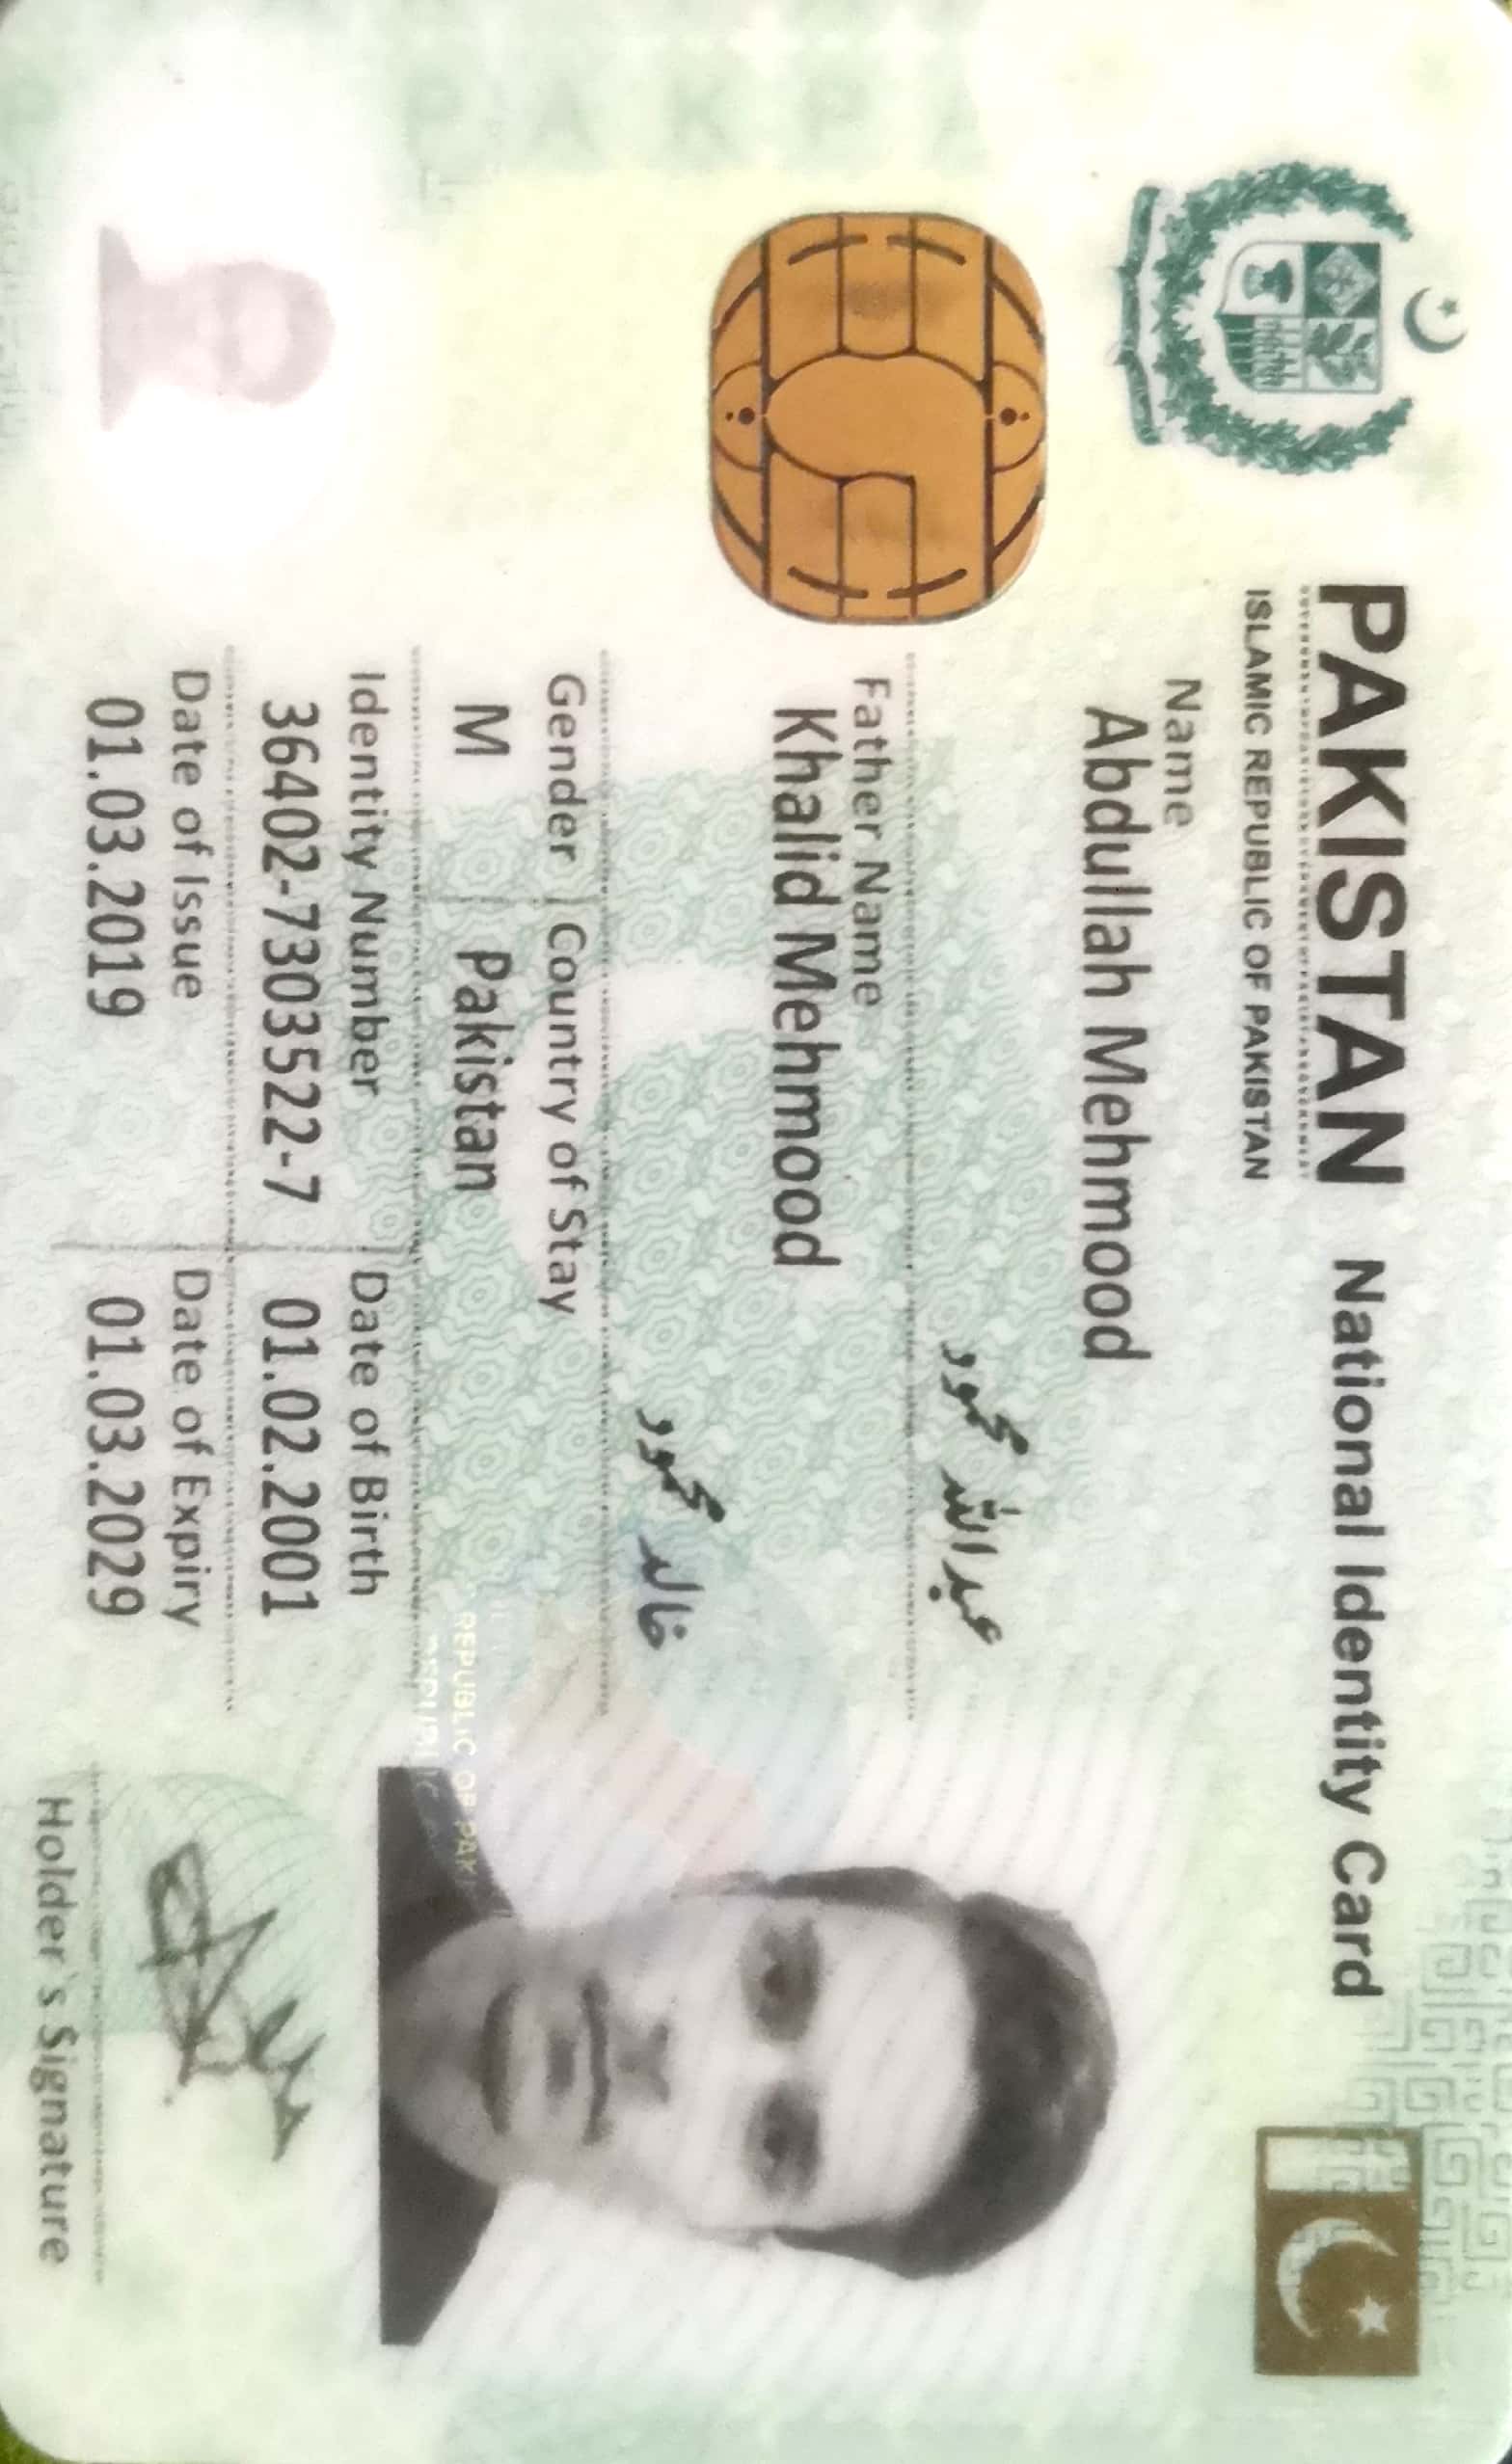 PAKISTAN National Identity Card
ISLAMIC REPUBLIC OF PAKISTAN
Name
Abdullah Mehmood
عبداللہ محمود
Father Name
Khalid Mehmood
خالد محمود
Gender Country of Stay
M Pakistan
REPUBLIC OF PAK
REPUBLIC
Identity Number Date of Birth
36402-7303522-7 01.02.2001
Date of Issue Date of Expiry
01.03.2019 01.03.2029
Holder`s Signature